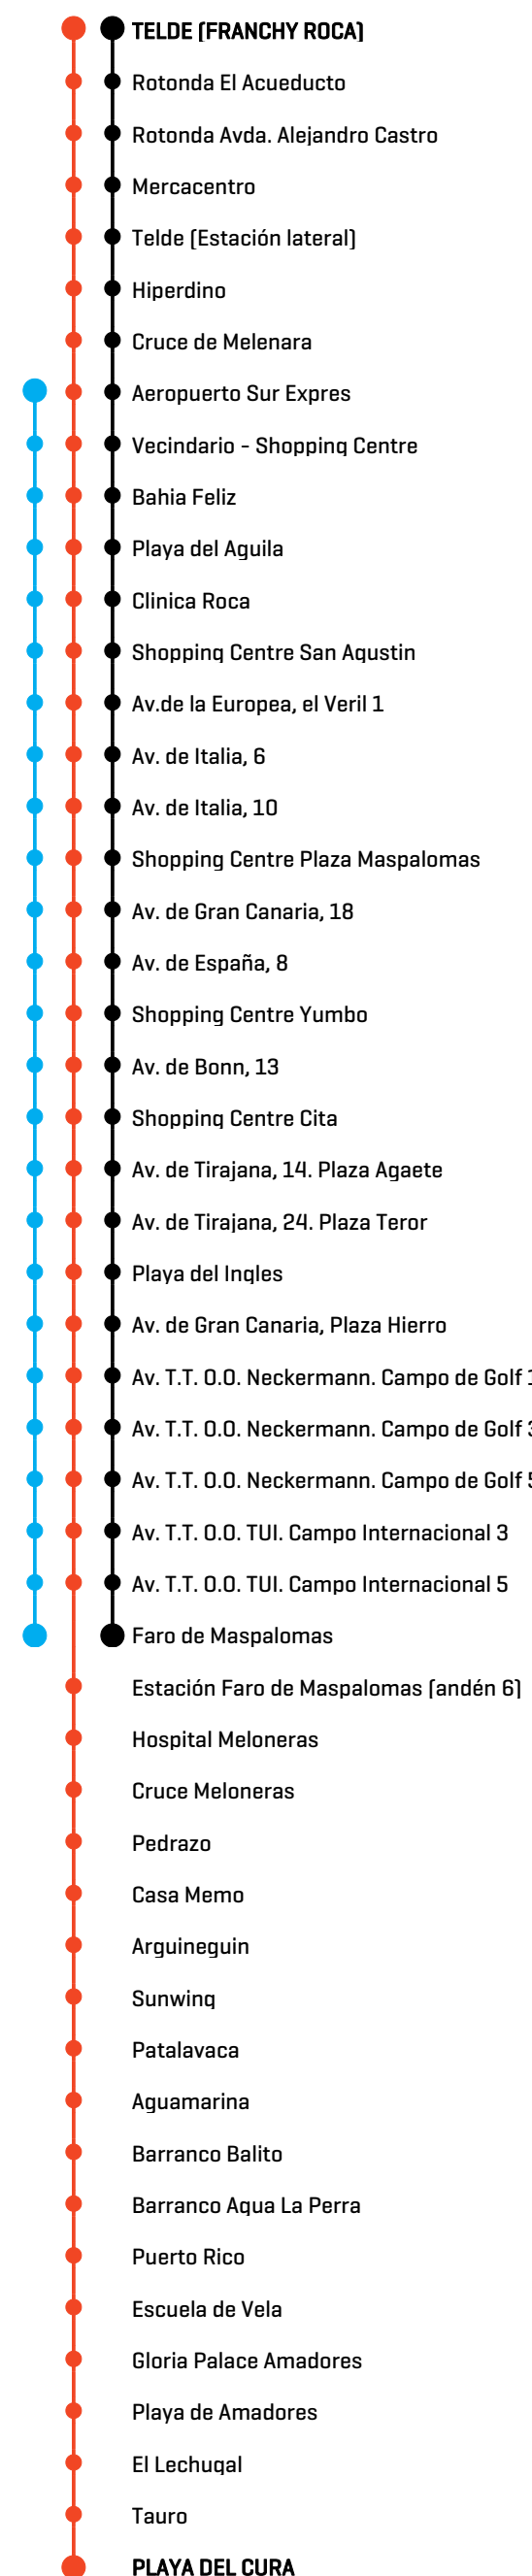 TELDE (FRANCHY ROCA)
Rotonda El Acueducto
Rotonda Avda. Alejandro Castro
Mercacentro
Telde (Estación lateral)
Hiperdino
Cruce de Melenara
Aeropuerto Sur Expres
Vecindario - Shopping Centre
Bahia Feliz
Playa del Aguila
Clinica Roca
Shopping Centre San Agustin
Av.de la Europea, el Veril 1
Av. de Italia, 6
Av. de Italia, 10
Shopping Centre Plaza Maspalomas
Av. de Gran Canaria, 18
Av. de España, 8
Shopping Centre Yumbo
Av. de Bonn, 13
Shopping Centre Cita
Av. de Tirajana, 14. Plaza Agaete
Av. de Tirajana, 24. Plaza Teror
Playa del Ingles
Av. de Gran Canaria, Plaza Hierro
Av. T.T. O.O. Neckermann. Campo de Golf 1
Av. T.T. O.O. Neckermann. Campo de Golf 3
Av. T.T. O.O. Neckermann. Campo de Golf 5
Av. T.T. O.O. TUI. Campo Internacional 3
Av. T.T. O.O. TUI. Campo Internacional 5
Faro de Maspalomas
Estación Faro de Maspalomas (andén 6)
Hospital Meloneras
Cruce Meloneras
Pedrazo
Casa Memo
Arguineguin
Sunwing
Patalavaca
Aguamarina
Barranco Balito
Barranco Aqua La Perra
Puerto Rico
Escuela de Vela
Gloria Palace Amadores
Playa de Amadores
El Lechugal
Tauro
PLAYA DEL CURA